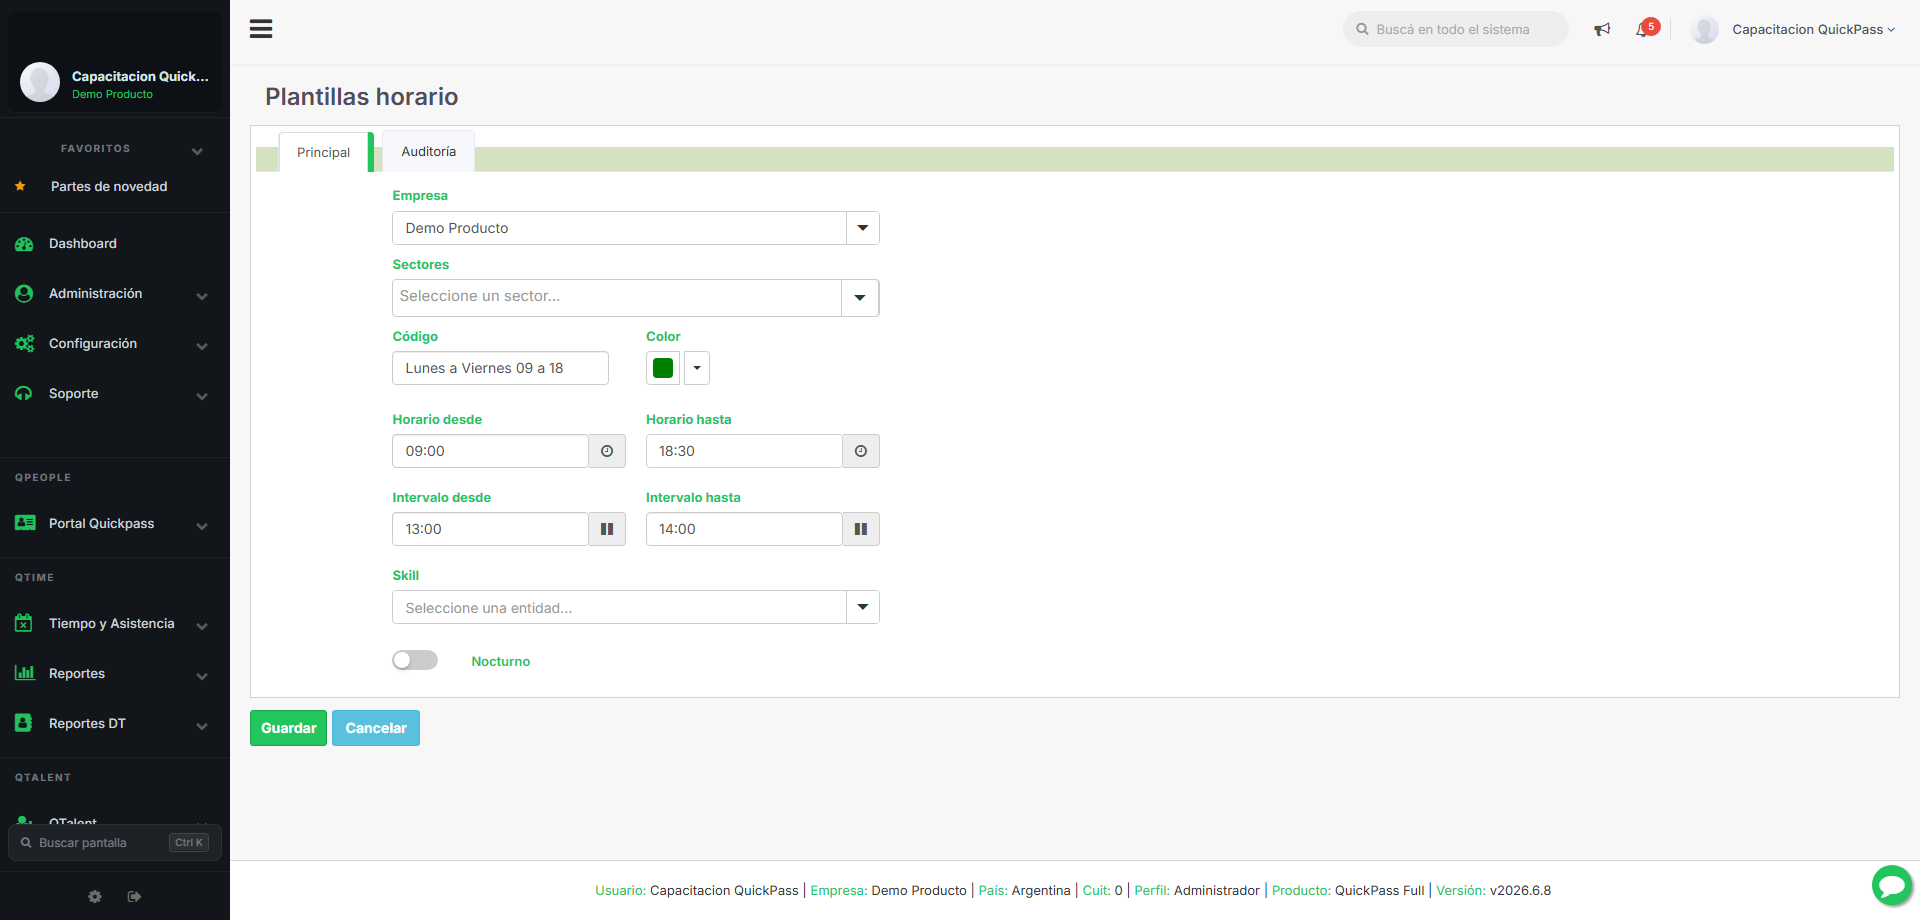 Capacitacion Quick...
Demo Producto
FAVORITOS
Partes de novedad
Dashboard
Administración
Configuración
Soporte
QPEOPLE
Portal Quickpass
QTIME
Tiempo y Asistencia
Reportes
Reportes DT
QTALENT
QTalent
Buscar pantalla Ctrl K
Buscá en todo el sistema
5
Capacitacion QuickPass
Plantillas horario
Principal Auditoría
Empresa
Demo Producto
Sectores
Seleccione un sector...
Código Color
Lunes a Viernes 09 a 18
Horario desde Horario hasta
09:00 18:30
Intervalo desde Intervalo hasta
13:00 14:00
Skill
Seleccione una entidad...
Nocturno
Guardar Cancelar
Usuario: Capacitacion QuickPass | Empresa: Demo Producto | País: Argentina | Cuit: 0 | Perfil: Administrador | Producto: QuickPass Full | Versión: v2026.6.8